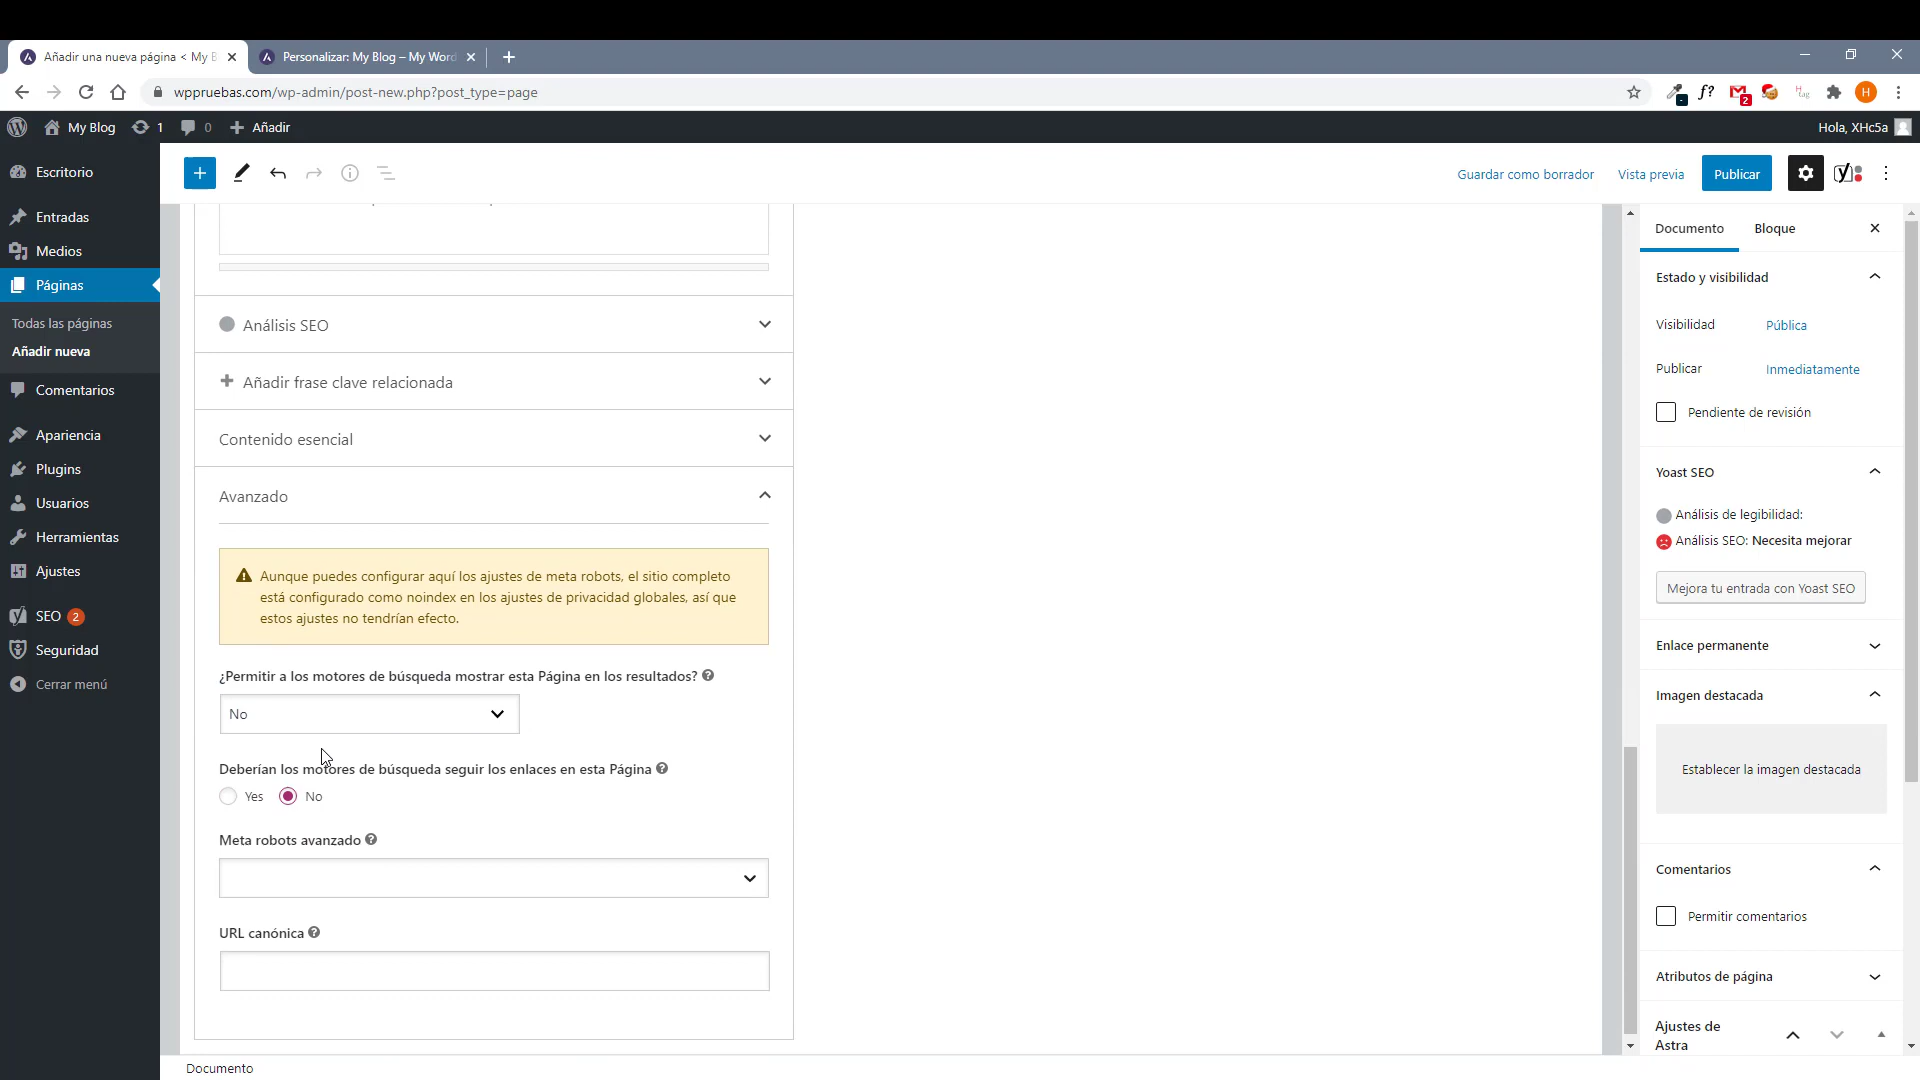 Añadir una nueva página < My B
Personalizar: My Blog – My Word
wppruebas.com/wp-admin/post-new.php?post_type=page
f?
2
H
tag
H
My Blog
1
0
Añadir
Hola, XHc5a
Escritorio
Entradas
Medios
Páginas
Todas las páginas
Añadir nueva
Comentarios
Apariencia
Plugins
Usuarios
Herramientas
Ajustes
SEO 2
Seguridad
Cerrar menú
Guardar como borrador
Vista previa
Publicar
Análisis SEO
Añadir frase clave relacionada
Contenido esencial
Avanzado
Aunque puedes configurar aquí los ajustes de meta robots, el sitio completo
está configurado como noindex en los ajustes de privacidad globales, así que
estos ajustes no tendrían efecto.
¿Permitir a los motores de búsqueda mostrar esta Página en los resultados?
No
Deberían los motores de búsqueda seguir los enlaces en esta Página
Yes
No
Meta robots avanzado
URL canónica
Documento
Documento
Bloque
Estado y visibilidad
Visibilidad
Pública
Publicar
Inmediatamente
Pendiente de revisión
Yoast SEO
Análisis de legibilidad:
Análisis SEO: Necesita mejorar
Mejora tu entrada con Yoast SEO
Enlace permanente
Imagen destacada
Establecer la imagen destacada
Comentarios
Permitir comentarios
Atributos de página
Ajustes de
Astra